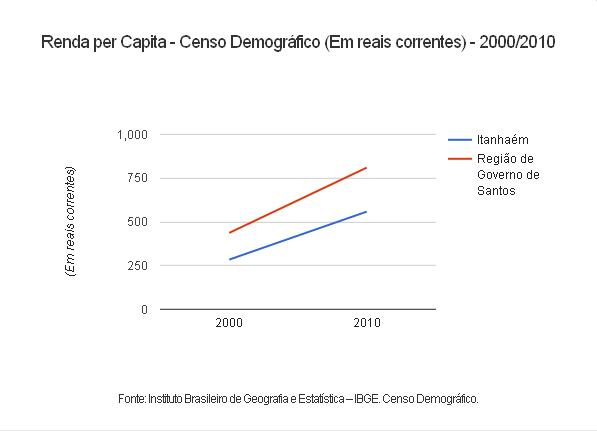 Renda per Capita - Censo Demográfico (Em reais correntes) - 2000/2010
1,000
750
500
250
0
(Em reais correntes)
2000
2010
Itanhaém
Região de
Governo de
Santos
Fonte: Instituto Brasileiro de Geografia e Estatística – IBGE. Censo Demográfico.